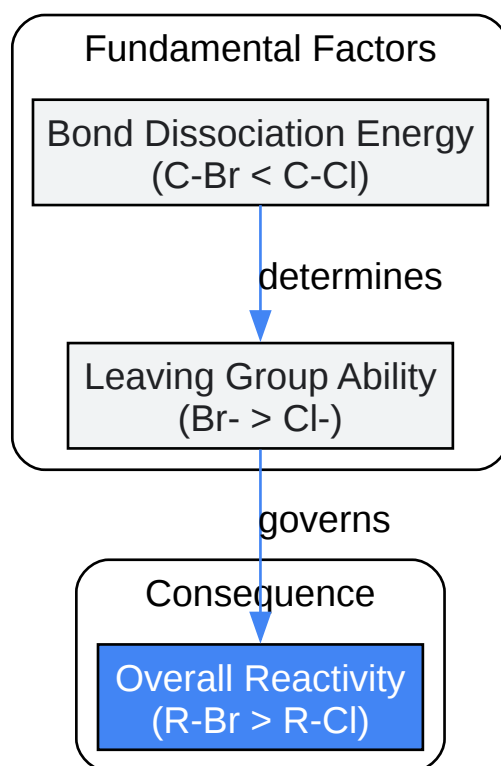 Fundamental Factors
Bond Dissociation Energy
(C-Br < C-Cl)
determines
Leaving Group Ability
(Br- > Cl-)
governs
Consequence
Overall Reactivity
(R-Br > R-Cl)